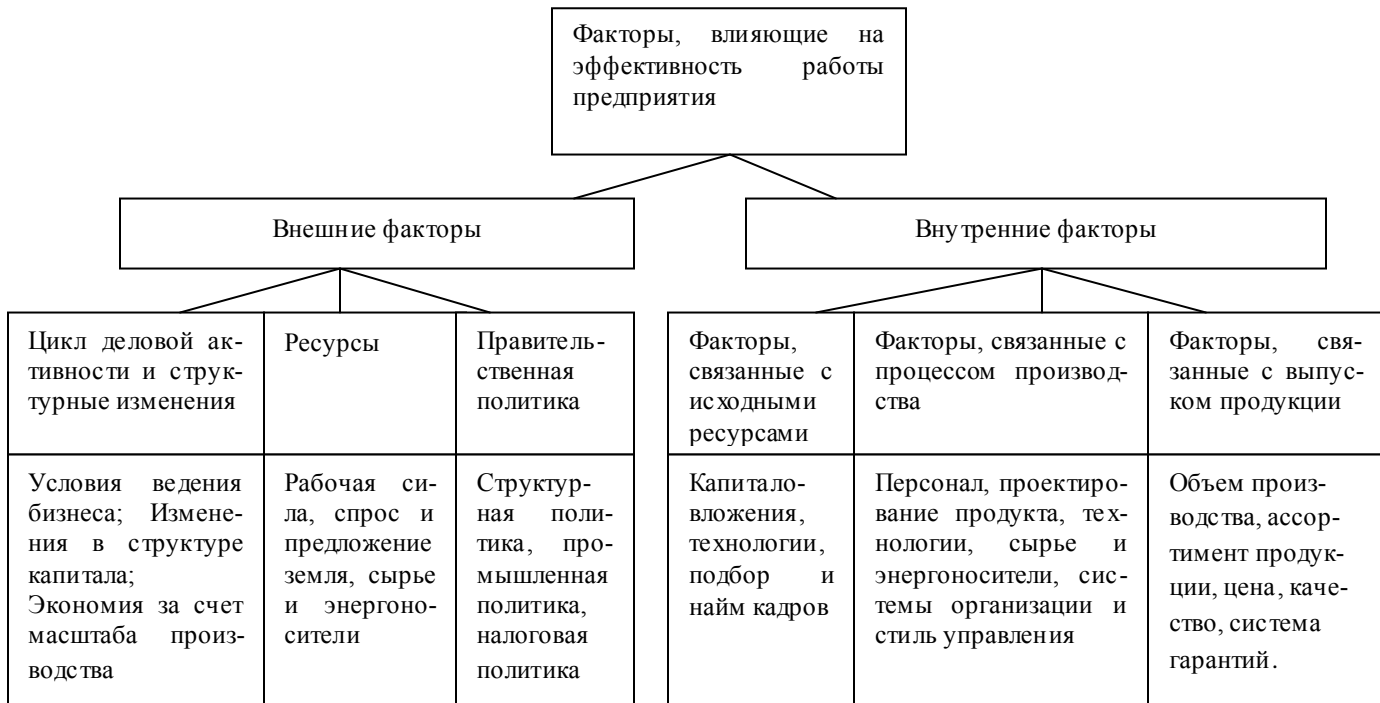 Факторы, влияющие на
эффективность работы
предприятия
Внешние факторы
Внутренние факторы
Цикл деловой ак-
тивности и струк-
турные изменения
Ресурсы
Правитель-
ственная
политика
Факторы,
связанные с
исходными
ресурсами
Факторы, связанные с
процессом производ-
ства
Факторы, свя-
занные с выпус-
ком продукции
Условия ведения
бизнеса; Измене-
ния в структуре
капитала;
Экономия за счет
масштаба произ-
водства
Рабочая си-
ла, спрос и
предложение
земля, сырье
и энергоно-
сители
Структур-
ная поли-
тика, про-
мышленная
политика,
налоговая
политика
Капитало-
вложения,
технологии,
подбор и
найм кадров
Персонал, проектиро-
вание продукта, тех-
нологии, сырье и
энергоносители, сис-
темы организации и
стиль управления
Объем произ-
водства, ассор-
тимент продук-
ции, цена, каче-
ство, система
гарантий.